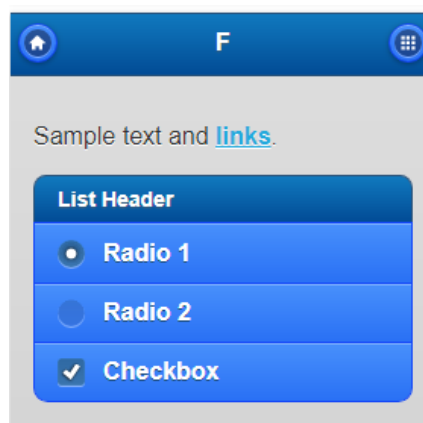 F
Sample text and links.
List Header
Radio 1
Radio 2
Checkbox